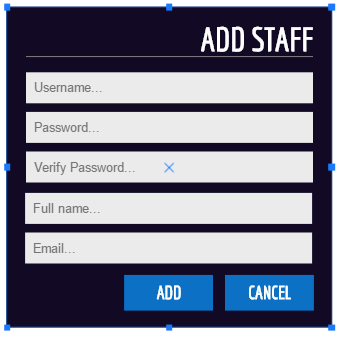 ADD STAFF
Username...
Password...
Verify Password...
Full name...
Email...
ADD CANCEL